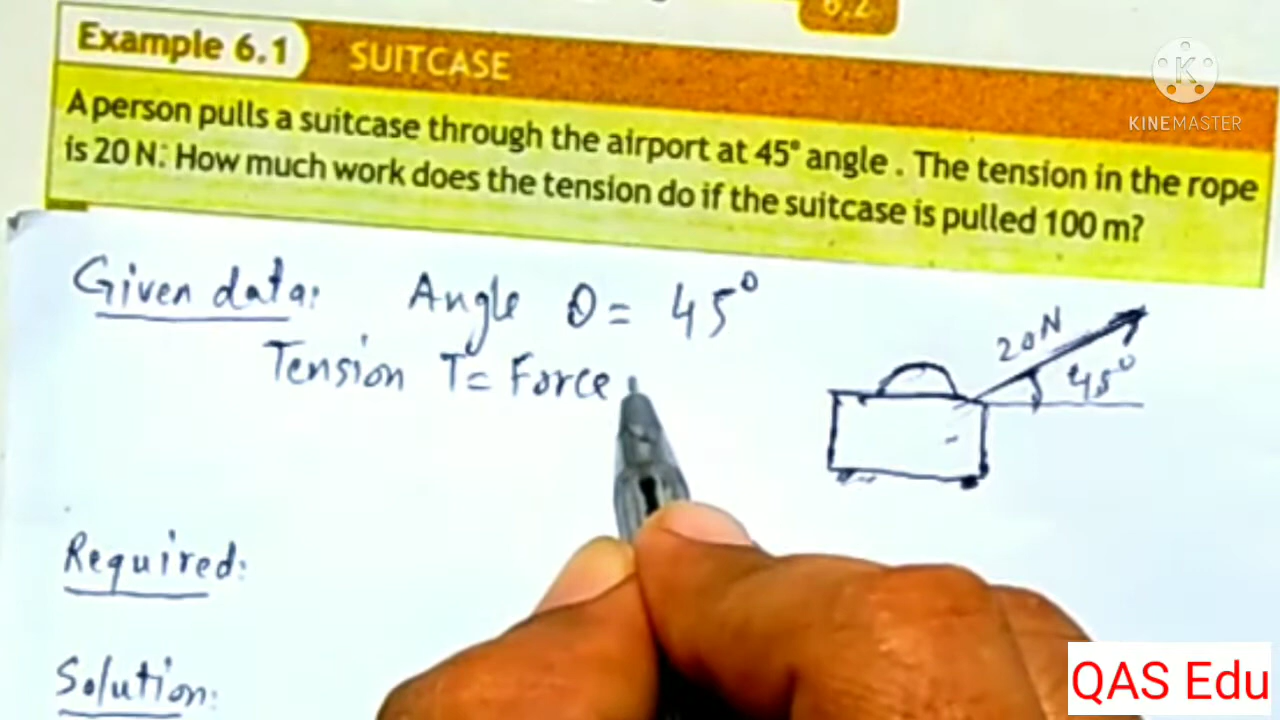 6.2
Example 6.1 SUITCASE
KINEMASTER
A person pulls a suitcase through the airport at 45° angle . The tension in the rope
is 20 N. How much work does the tension do if the suitcase is pulled 100 m?
Given data: Angle θ = 45°
Tension T = Force
20N
45°
Required:
Solution:
QAS Edu